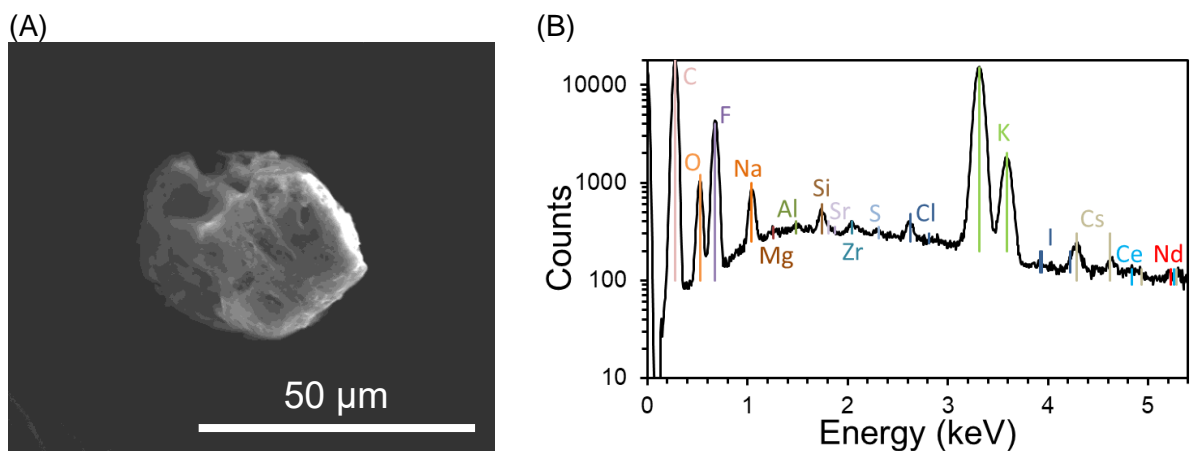 (A)
(B)
50 µm
Counts
10000
1000
100
10
C
O
F
Na
Mg
Al
Si
Sr
Zr
S
Cl
K
I
Cs
Ce
Nd
0
1
2
3
4
5
Energy (keV)